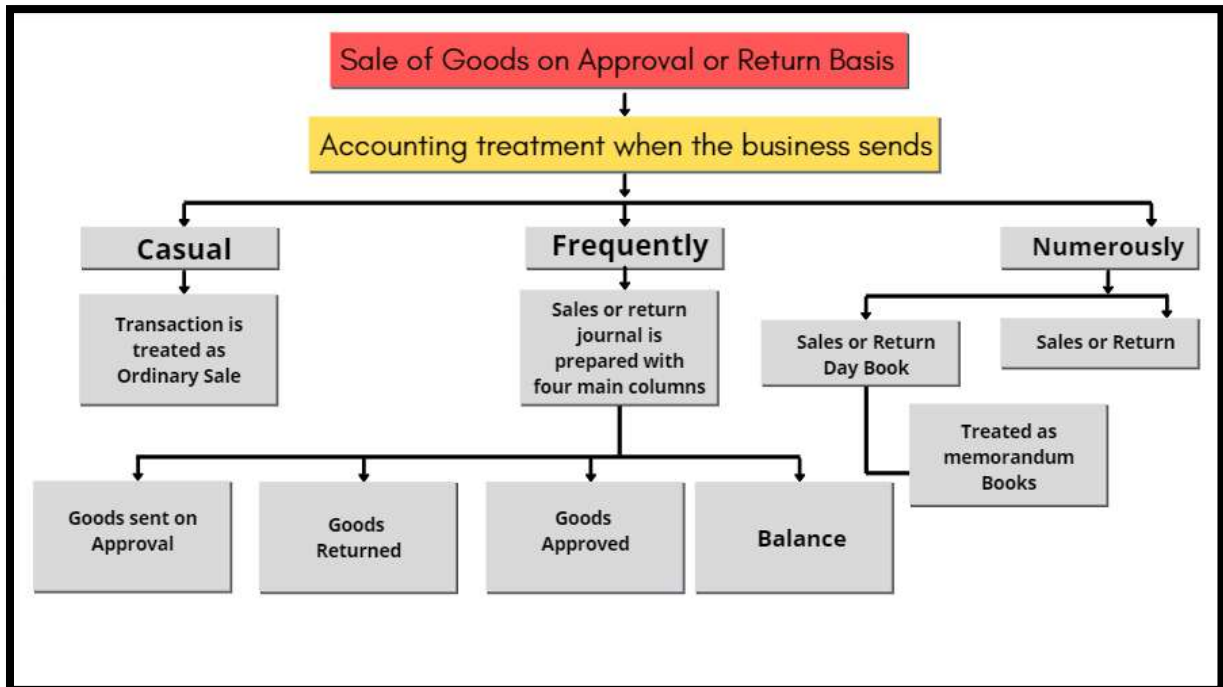 Sale of Goods on Approval or Return Basis
Accounting treatment when the business sends
Casual
Frequently
Numerously
Transaction is
treated as
Ordinary Sale
Sales or return
journal is
prepared with
four main columns
Sales or Return
Day Book
Sales or Return
Treated as
memorandum
Books
Goods sent on
Approval
Goods
Returned
Goods
Approved
Balance